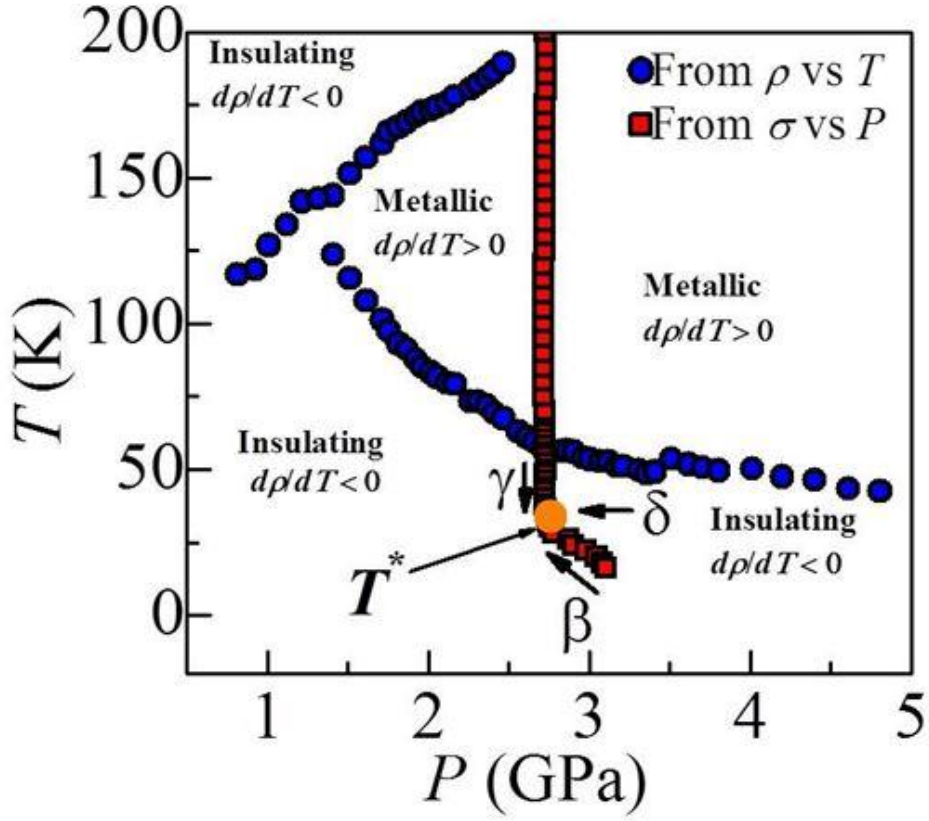 200
150
100
50
0
T (K)
Insulating
dρ/dT < 0
From ρ vs T
From σ vs P
Metallic
dρ/dT > 0
Metallic
dρ/dT > 0
Insulating
dρ/dT < 0
γ
δ
Insulating
dρ/dT < 0
T*
β
1 2 3 4 5
P (GPa)